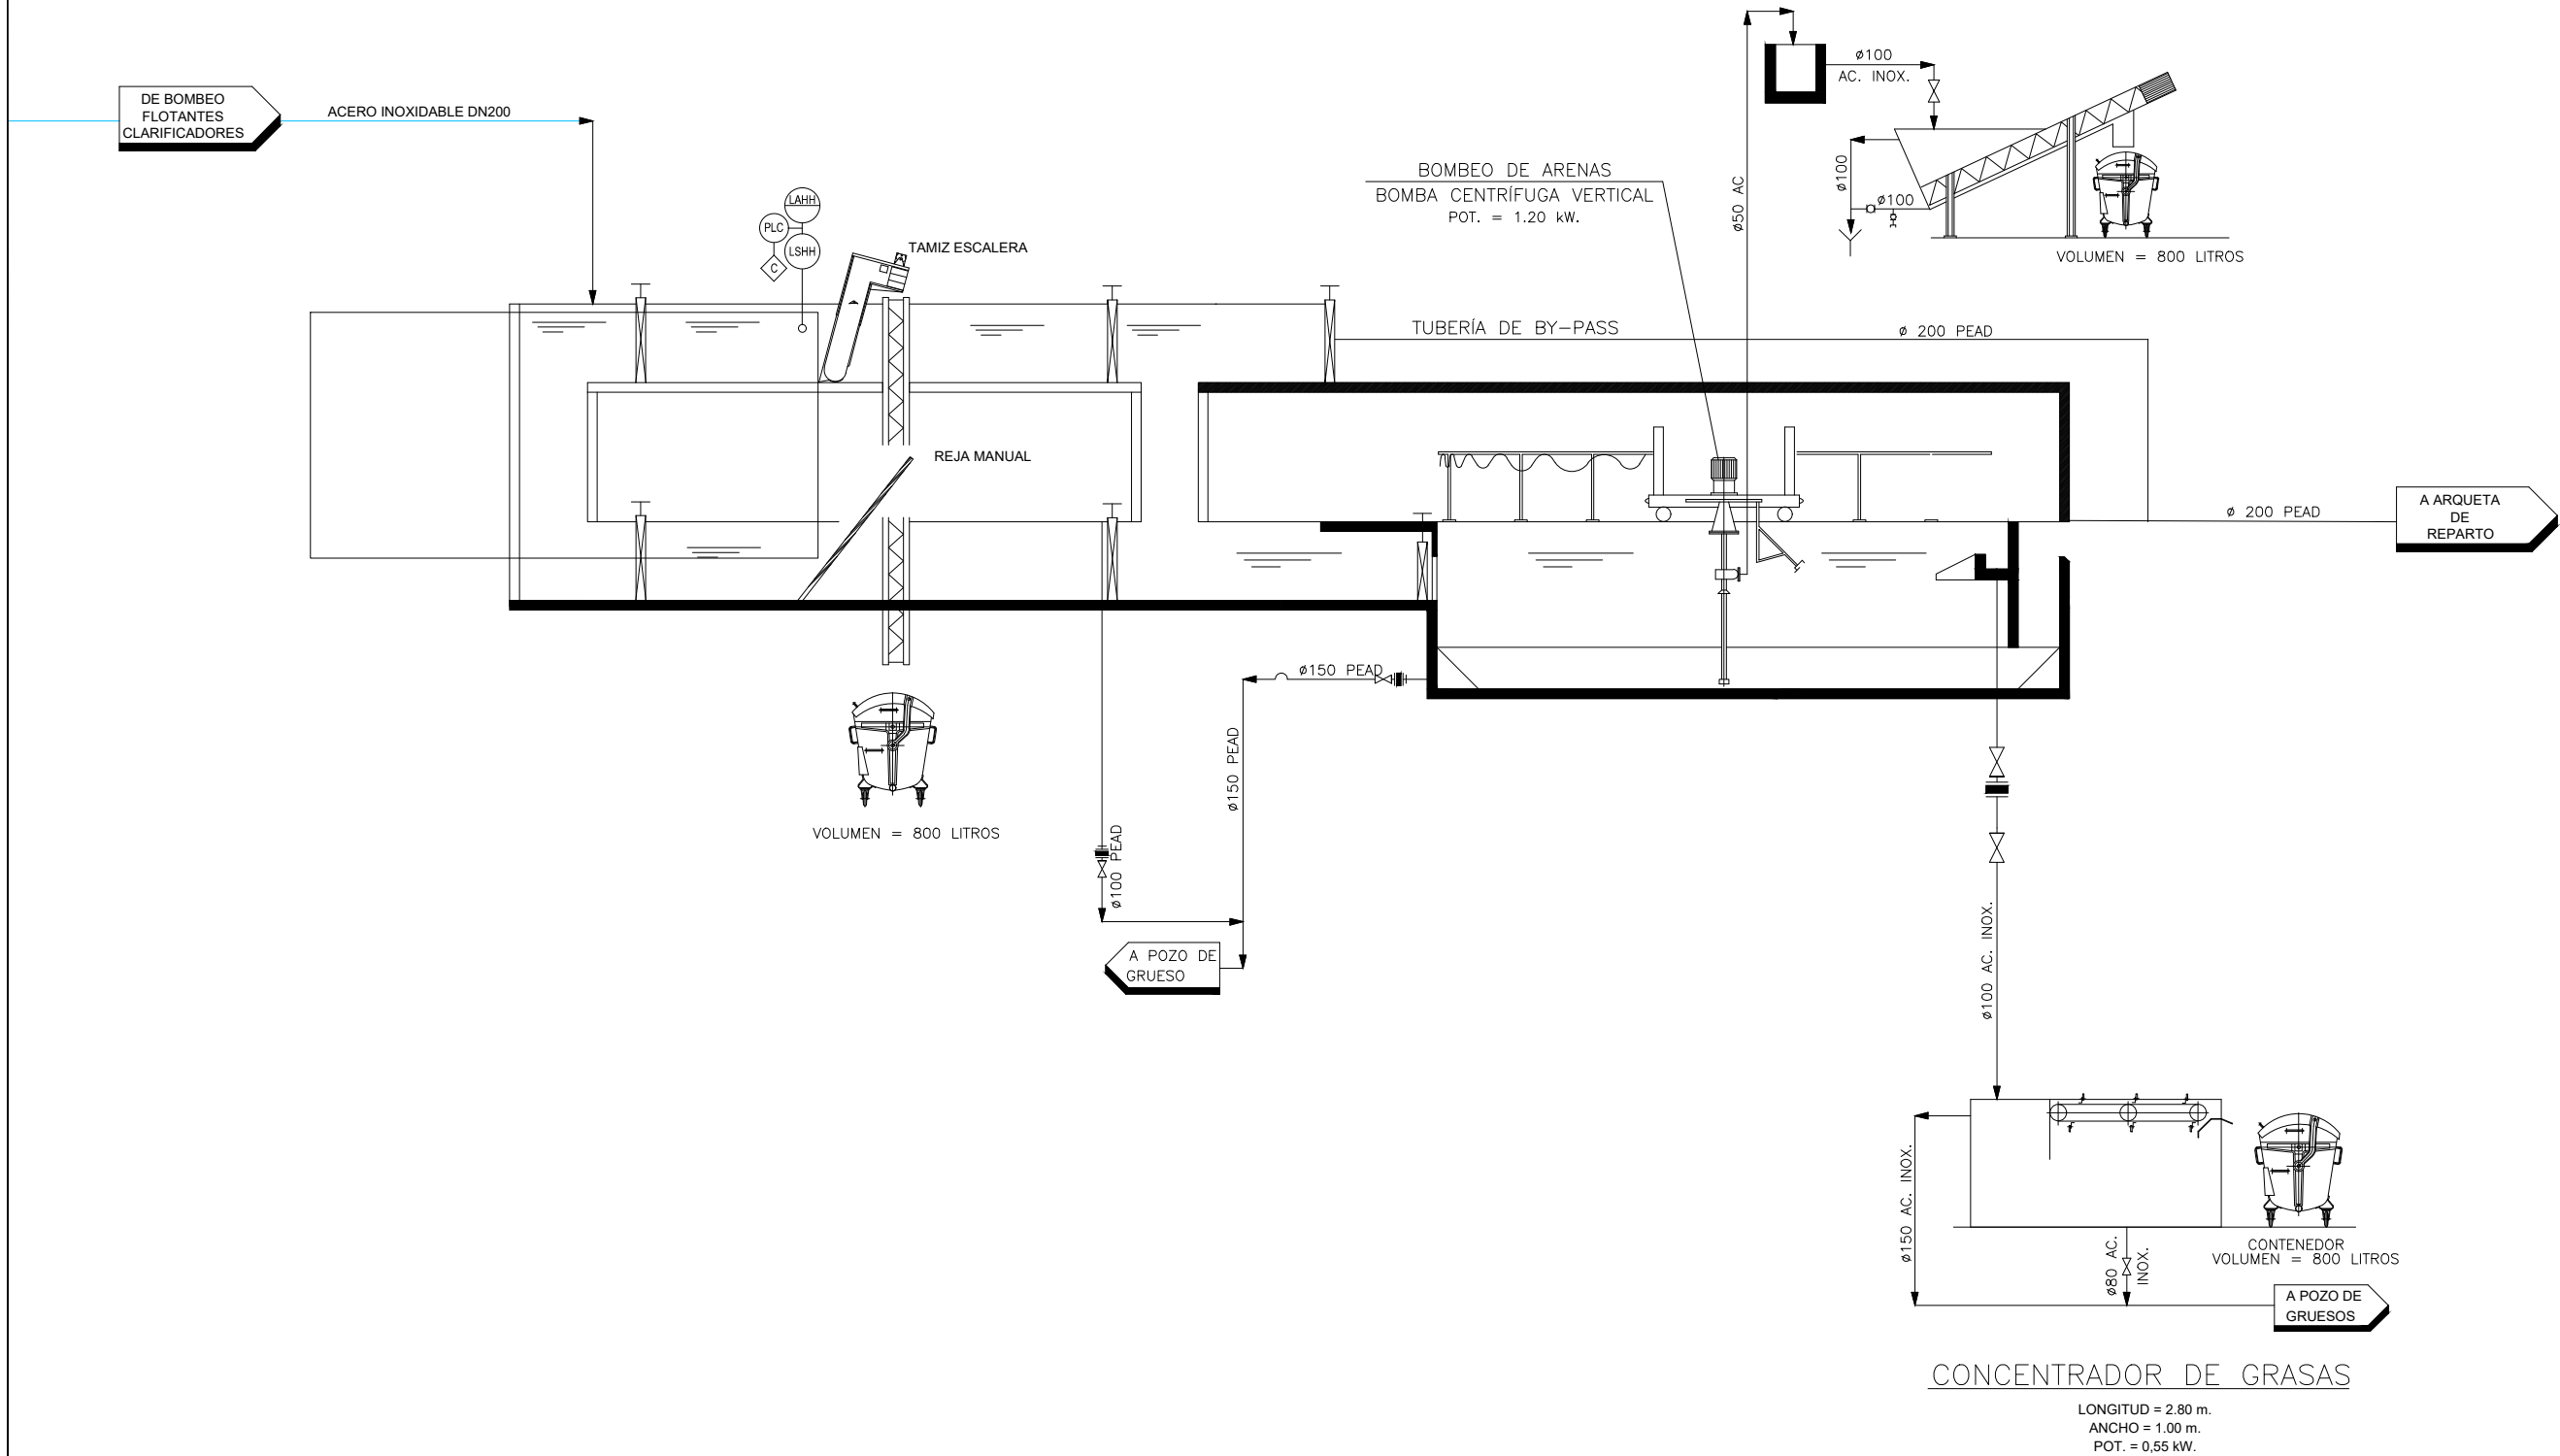 DE BOMBEO
FLOTANTES
CLARIFICADORES
ACERO INOXIDABLE DN200
LAHH
PLC
LSHH
C
TAMIZ ESCALERA
REJA MANUAL
BOMBEO DE ARENAS
BOMBA CENTRÍFUGA VERTICAL
POT. = 1.20 kW.
ø50 AC
ø100
AC. INOX.
ø100
ø100
VOLUMEN = 800 LITROS
TUBERÍA DE BY-PASS
ø 200 PEAD
ø 200 PEAD
A ARQUETA
DE
REPARTO
VOLUMEN = 800 LITROS
ø150 PEAD
ø150 PEAD
ø100 PEAD
A POZO DE
GRUESO
ø100 AC. INOX.
ø150 AC. INOX.
ø80 AC.
INOX.
CONTENEDOR
VOLUMEN = 800 LITROS
A POZO DE
GRUESOS
CONCENTRADOR DE GRASAS
LONGITUD = 2.80 m.
ANCHO = 1.00 m.
POT. = 0,55 kW.